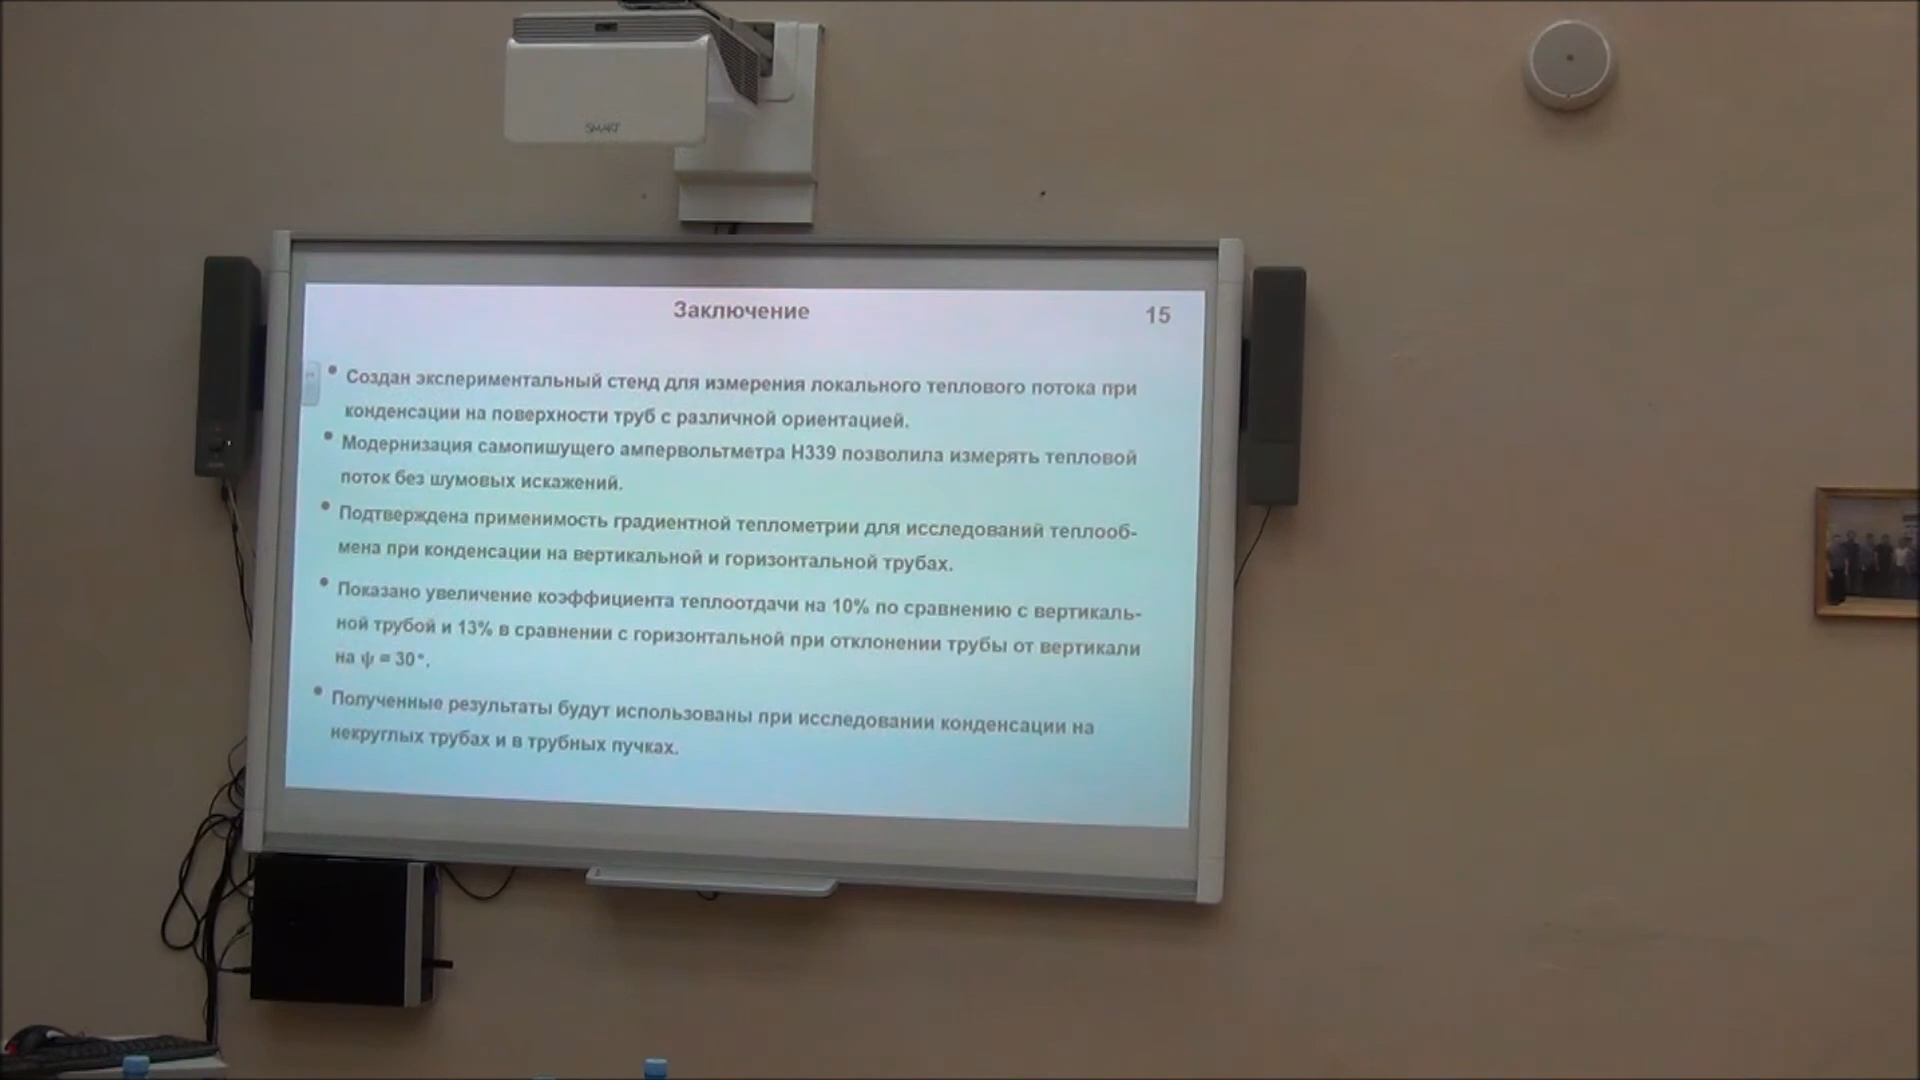 SMART
Заключение
15
Создан экспериментальный стенд для измерения локального теплового потока при
конденсации на поверхности труб с различной ориентацией.
Модернизация самопишущего ампервольтметра Н339 позволила измерять тепловой
поток без шумовых искажений.
Подтверждена применимость градиентной теплометрии для исследований теплооб-
мена при конденсации на вертикальной и горизонтальной трубах.
Показано увеличение коэффициента теплоотдачи на 10% по сравнению с вертикаль-
ной трубой и 13% в сравнении с горизонтальной при отклонении трубы от вертикали
на ψ = 30°.
Полученные результаты будут использованы при исследовании конденсации на
некруглых трубах и в трубных пучках.